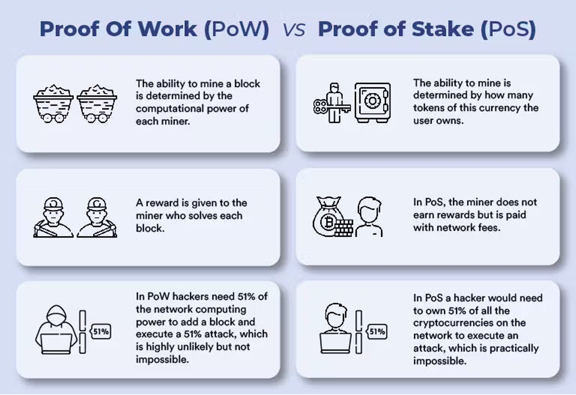 Proof Of Work (PoW) VS Proof of Stake (PoS)
The ability to mine a block
is determined by the
computational power of
each miner.
The ability to mine is
determined by how many
tokens of this currency the
user owns.
A reward is given to the
miner who solves each
block.
In PoS, the miner does not
earn rewards but is paid
with network fees.
In PoW hackers need 51% of
the network computing
power to add a block and
execute a 51% attack, which
is highly unlikely but not
impossible.
51%
In PoS a hacker would need
to own 51% of all the
cryptocurrencies on the
network to execute an
attack, which is practically
impossible.
51%